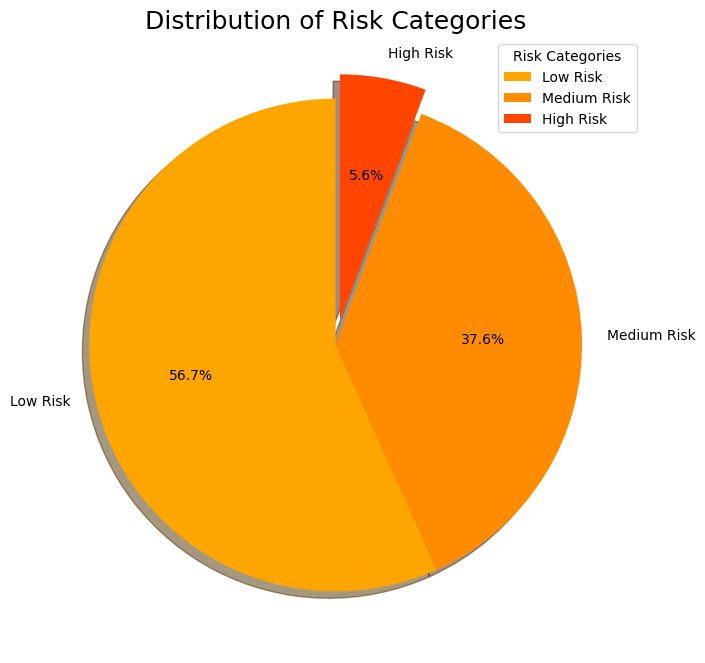 Distribution of Risk Categories
High Risk
Risk Categories
Low Risk
Medium Risk
High Risk
5.6%
Medium Risk
37.6%
56.7%
Low Risk